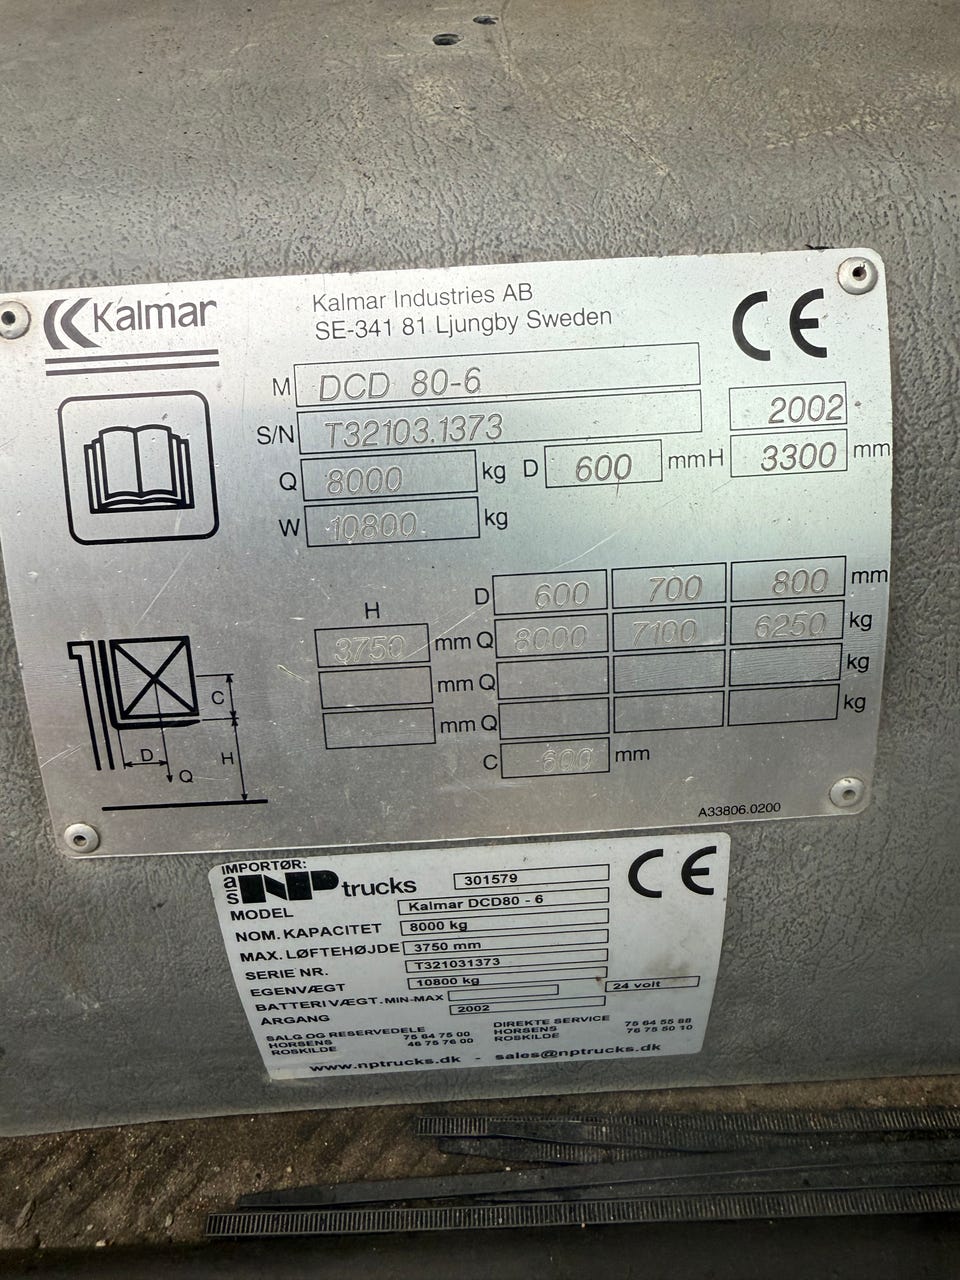 Kalmar
Kalmar Industries AB
SE-341 81 Ljungby Sweden
CE
M DCD 80-6
S/N T32103.1373 2002
Q 8000 kg D 600 mm H 3300 mm
W 10800 kg
H D 600 700 800 mm
3750 mm Q 8000 7100 6250 kg
mm Q kg
mm Q kg
C 600 mm
C
D
H
Q
A33806.0200
IMPORTØR:
a/s NP trucks 301579 CE
MODEL Kalmar DCD80 - 6
NOM. KAPACITET 8000 kg
MAX. LØFTEHØJDE 3750 mm
SERIE NR. T321031373
EGENVÆGT 10800 kg
BATTERIVÆGT. MIN-MAX 24 volt
ARGANG 2002
SALG OG RESERVEDELE DIREKTE SERVICE
HORSENS 75 64 75 00 HORSENS 75 64 55 88
ROSKILDE 46 75 76 00 ROSKILDE 76 75 50 10
www.nptrucks.dk - sales@nptrucks.dk